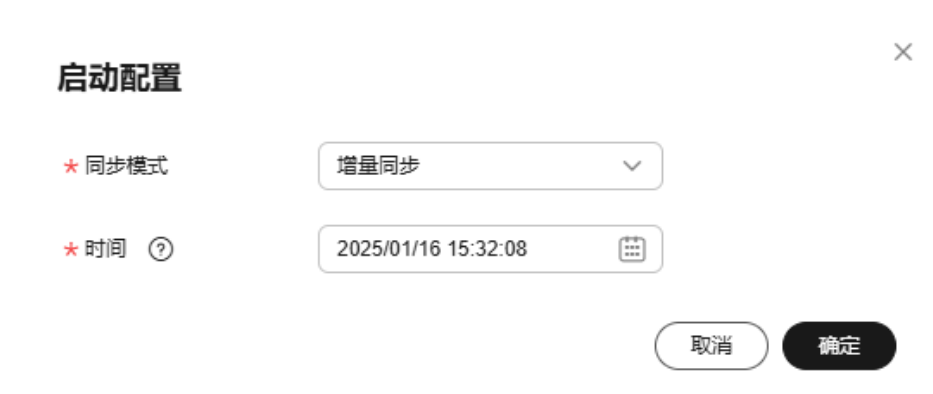 启动配置
* 同步模式 增量同步
* 时间 ? 2025/01/16 15:32:08
取消 确定